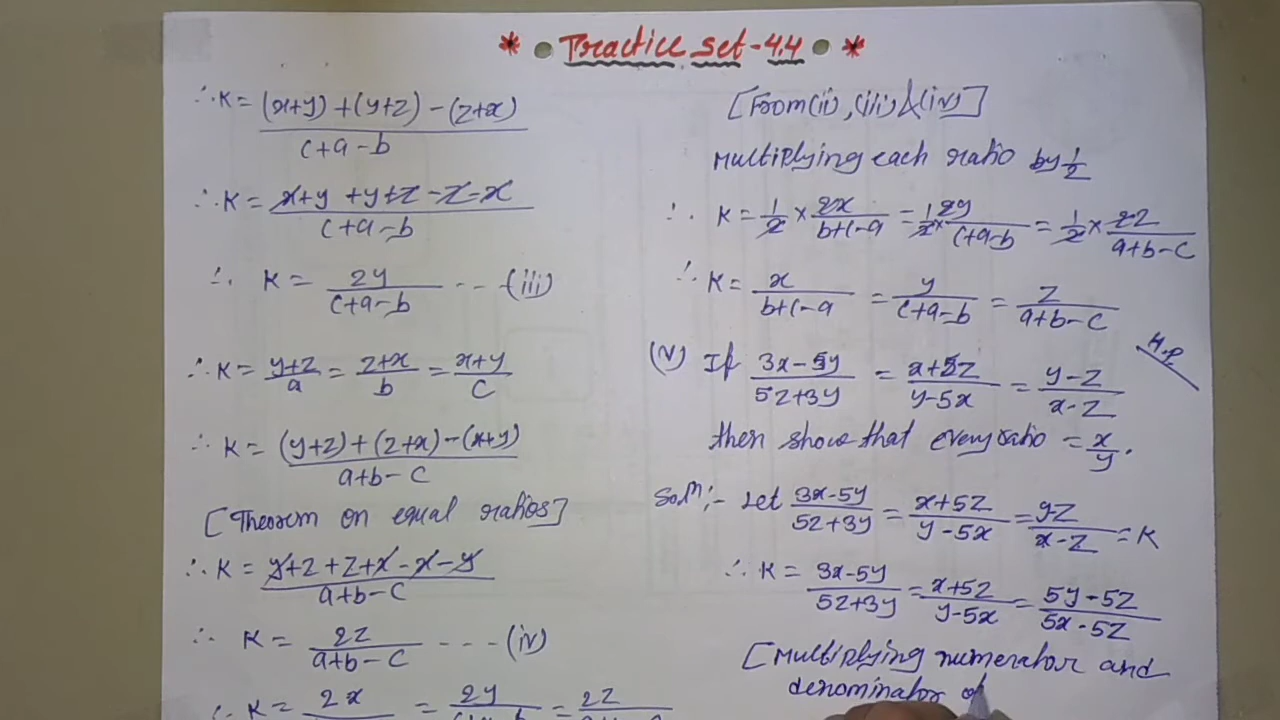 * • Practice set - 4.4 • *
∴ K = (x+y) + (y+z) - (z+x) / c+a-b
∴ K = x+y +y+z -z-x / c+a-b
∴ K = 2y / c+a-b --- (iii)
∴ K = y+z / a = z+x / b = x+y / c
∴ K = (y+z) + (z+x) - (x+y) / a+b-c
[Theorem on equal ratios]
∴ K = y+z+z+x-x-y / a+b-c
∴ K = 2z / a+b-c ---- (iv)
∴ K = 2x = 2y = 2z
[From (ii), (iii) & (iv)]
Multiplying each ratio by 1/2
∴ K = 1/2 × 2x / b+c-a = 1/2 × 2y / c+a-b = 1/2 × 2z / a+b-c
∴ K = x / b+c-a = y / c+a-b = z / a+b-c
H.P
(V) If 3x-5y / 5z+3y = x+5z / y-5x = y-z / x-z
then show that every ratio = x/y.
Solⁿ:- Let 3x-5y / 5z+3y = x+5z / y-5x = y-z / x-z = K
∴ K = 3x-5y / 5z+3y = x+5z / y-5x = 5y-5z / 5x-5z
[Multiplying numerator and
denominator